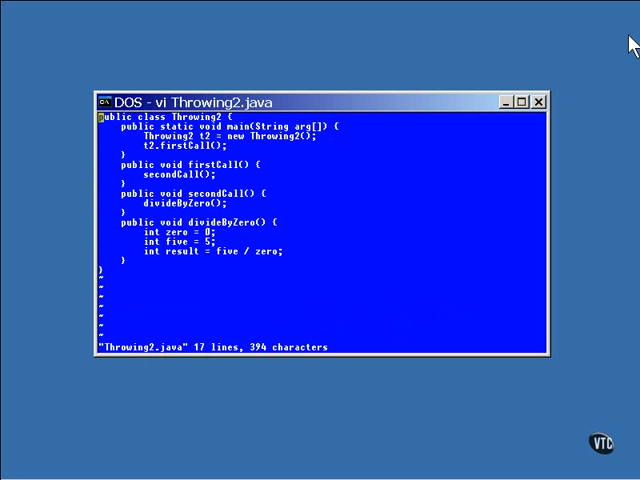 DOS - vi Throwing2.java
public class Throwing2 {
    public static void main(String arg[]) {
        Throwing2 t2 = new Throwing2();
        t2.firstCall();
    }
    public void firstCall() {
        secondCall();
    }
    public void secondCall() {
        divideByZero();
    }
    public void divideByZero() {
        int zero = 0;
        int five = 5;
        int result = five / zero;
    }
}
~
~
~
~
~
~
~
"Throwing2.java" 17 lines, 394 characters
VTC